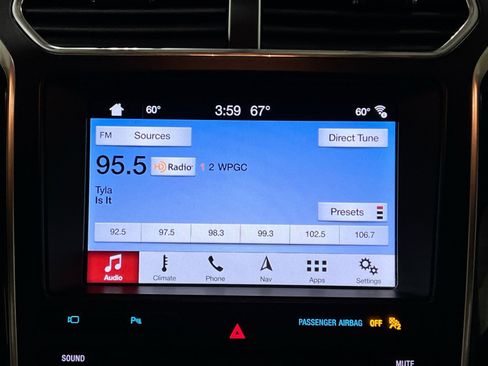 60° 3:59 67° 60°
FM Sources Direct Tune
95.5 HD Radio 1 2 WPGC
Tyla
Is It
Presets
92.5 97.5 98.3 99.3 102.5 106.7
Audio Climate Phone Nav Apps Settings
PASSENGER AIRBAG OFF 2
SOUND MUTE